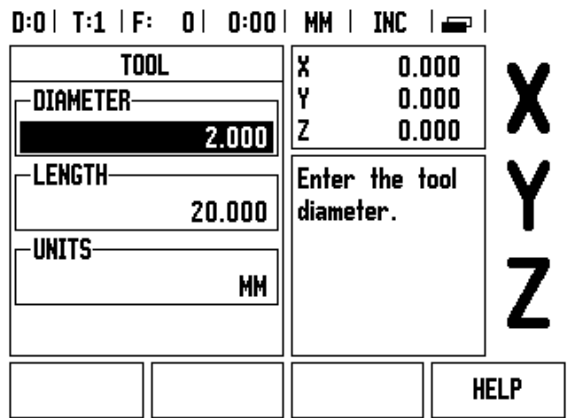 D:0 | T:1 | F: 0 | 0:00 | MM | INC |
TOOL
DIAMETER
2.000
LENGTH
20.000
UNITS
MM
X 0.000
Y 0.000
Z 0.000
Enter the tool
diameter.
X
Y
Z
HELP